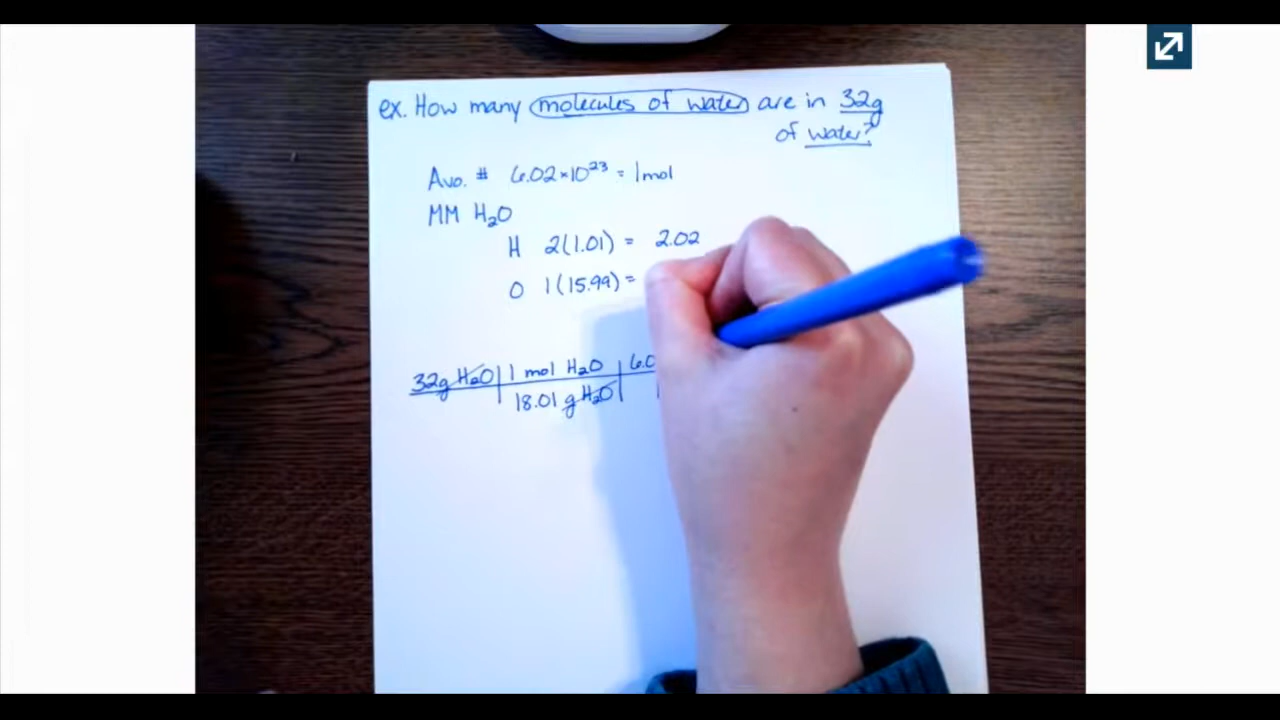 ex. How many molecules of water are in 32g
of water?
Avo. # 6.02×10²³ = 1mol
MM H₂O
H 2(1.01) = 2.02
O 1(15.99) =
32g H₂O 1 mol H₂O 6.0
18.01 g H₂O 1